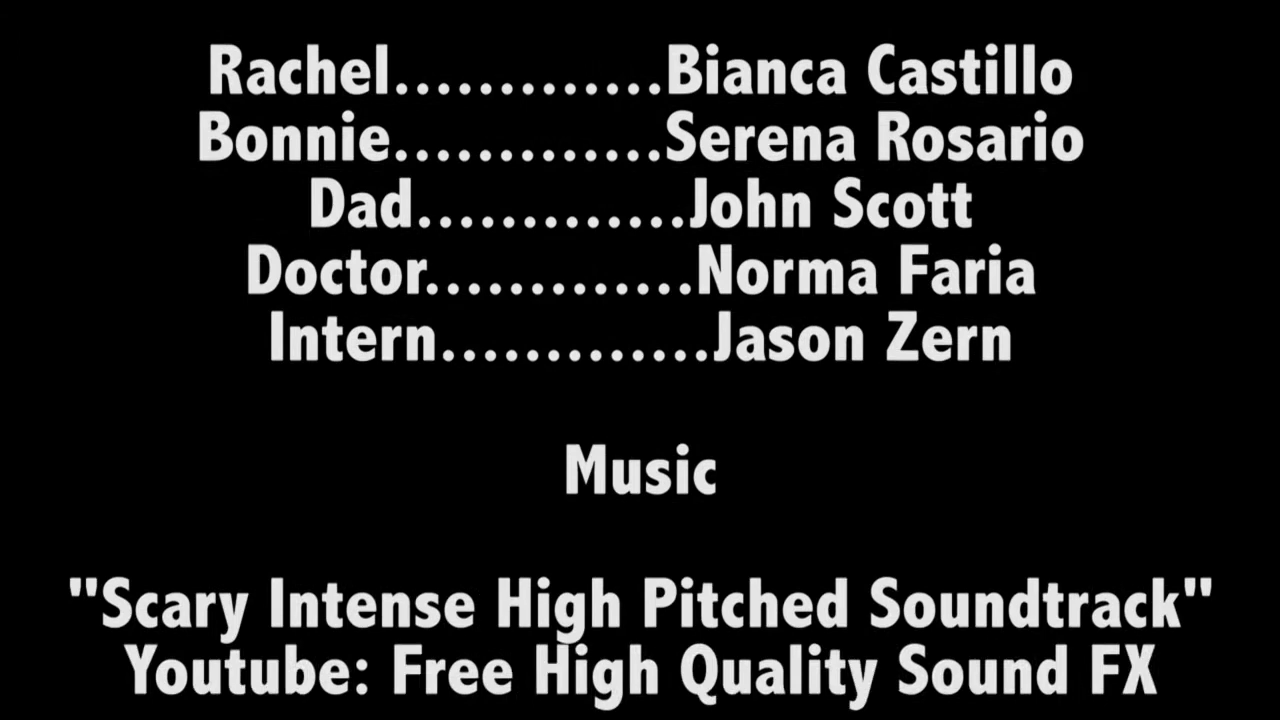 Rachel.............Bianca Castillo
Bonnie.............Serena Rosario
Dad.............John Scott
Doctor.............Norma Faria
Intern.............Jason Zern
Music
"Scary Intense High Pitched Soundtrack"
Youtube: Free High Quality Sound FX